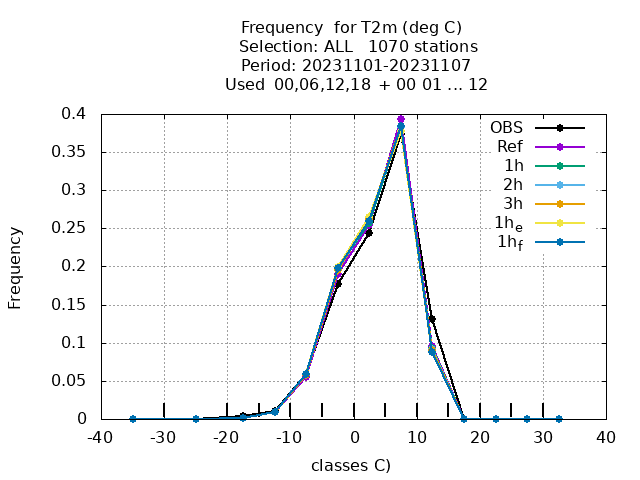 Frequency  for T2m (deg C)
Selection: ALL   1070 stations
Period: 20231101-20231107
Used  00,06,12,18  + 00 01 ... 12
0.4
0.35
0.3
0.25
0.2
0.15
0.1
0.05
0
Frequency
OBS
Ref
1h
2h
3h
1he
1hf
-40 -30 -20 -10 0 10 20 30 40
classes C)